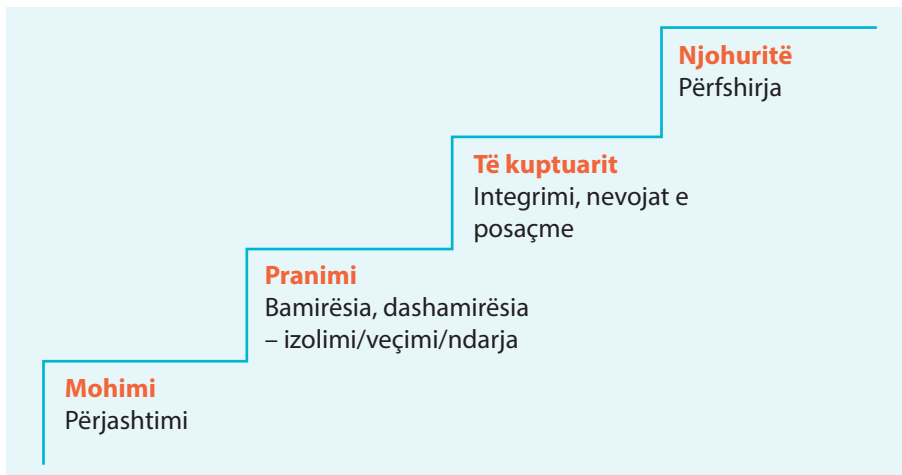 Njohuritë
Përfshirja
Të kuptuarit
Integrimi, nevojat e
posaçme
Pranimi
Bamirësia, dashamirësia
– izolimi/veçimi/ndarja
Mohimi
Përjashtimi